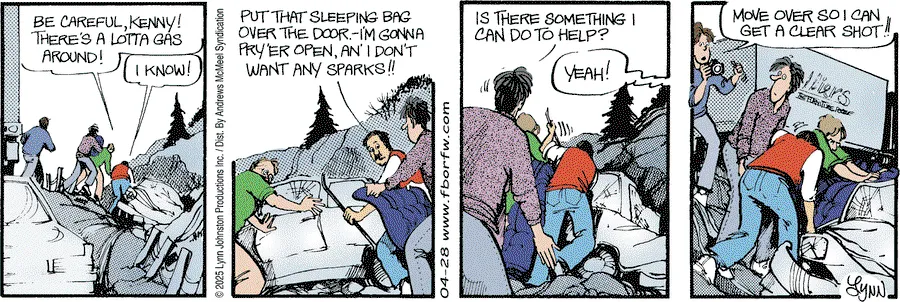 BE CAREFUL, KENNY!
THERE'S A LOTTA GAS
AROUND!
I KNOW!
© 2025 Lynn Johnston Productions Inc. / Dist. By Andrews McMeel Syndication
PUT THAT SLEEPING BAG
OVER THE DOOR.-I'M GONNA
PRY 'ER OPEN, AN' I DON'T
WANT ANY SPARKS!!
04-28 www.fborfw.com
IS THERE SOMETHING I
CAN DO TO HELP?
YEAH!
MOVE OVER SO I CAN
GET A CLEAR SHOT!!
LYNN